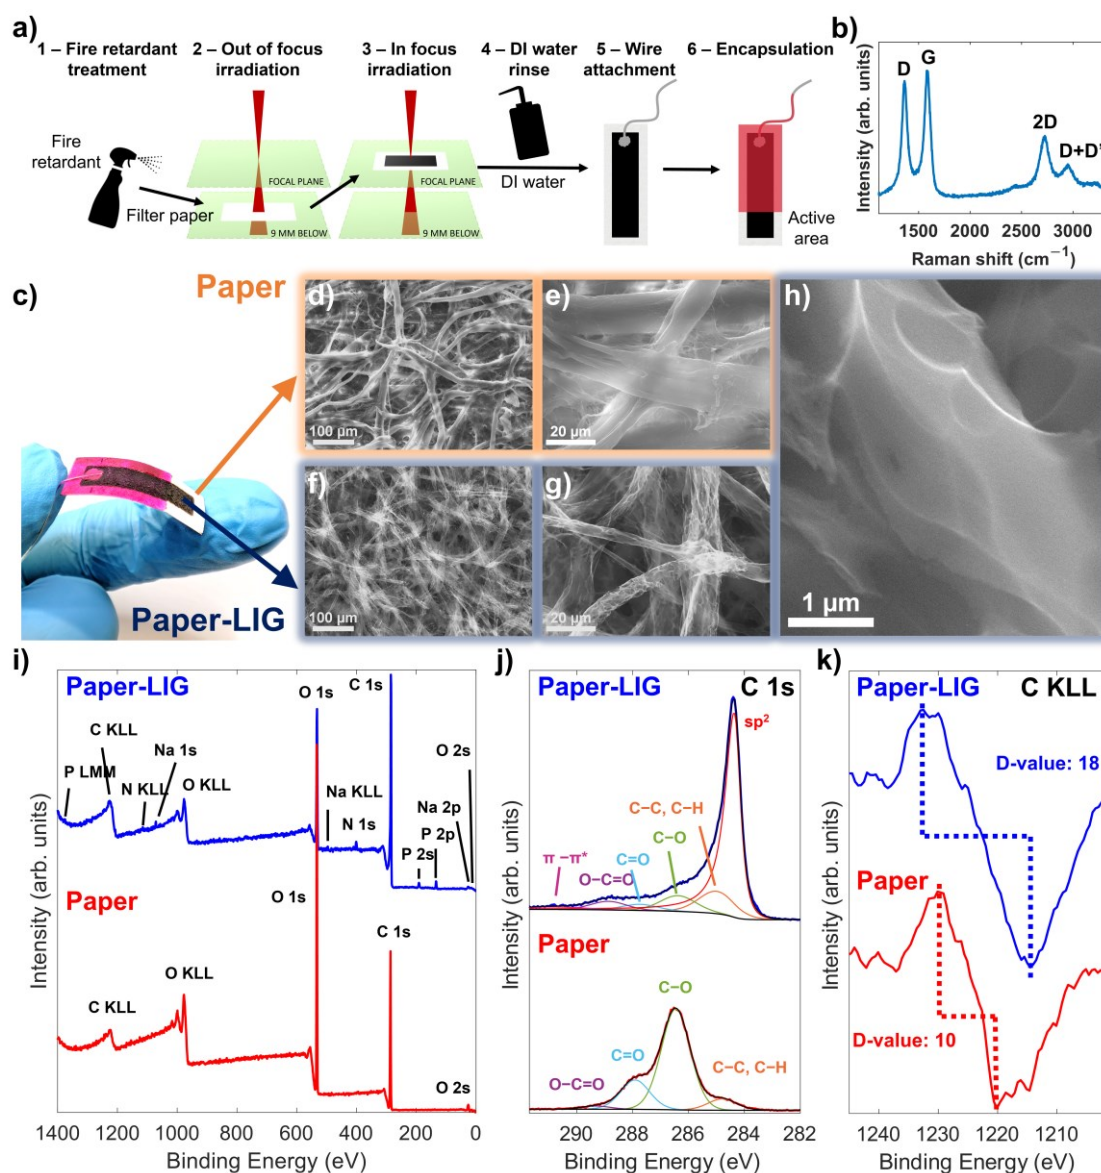 a)
1 – Fire retardant
treatment
2 – Out of focus
irradiation
3 – In focus
irradiation
4 – DI water
rinse
5 – Wire
attachment
6 – Encapsulation
Fire
retardant
Filter paper
FOCAL PLANE
9 MM BELOW
FOCAL PLANE
9 MM BELOW
DI water
Active
area
b)
Intensity (arb. units)
D
G
2D
D+D'
1500
2000
2500
3000
Raman shift (cm⁻¹)
c)
Paper
Paper-LIG
d)
100 µm
e)
20 µm
f)
100 µm
g)
20 µm
h)
1 µm
i)
Paper-LIG
C KLL
P LMM
N KLL
Na 1s
O KLL
O 1s
C 1s
Na KLL
N 1s
P 2s
P 2p
Na 2p
O 2s
Paper
C KLL
O KLL
O 1s
C 1s
O 2s
Intensity (arb. units)
1400
1200
1000
800
600
400
200
0
Binding Energy (eV)
j)
Paper-LIG
C 1s
sp²
C−C, C−H
C−O
C=O
O−C=O
π −π*
Paper
C−O
C=O
O−C=O
C−C, C−H
Intensity (arb. units)
290
288
286
284
282
Binding Energy (eV)
k)
Paper-LIG
C KLL
D-value: 18
Paper
D-value: 10
Intensity (arb. units)
1240
1230
1220
1210
Binding Energy (eV)